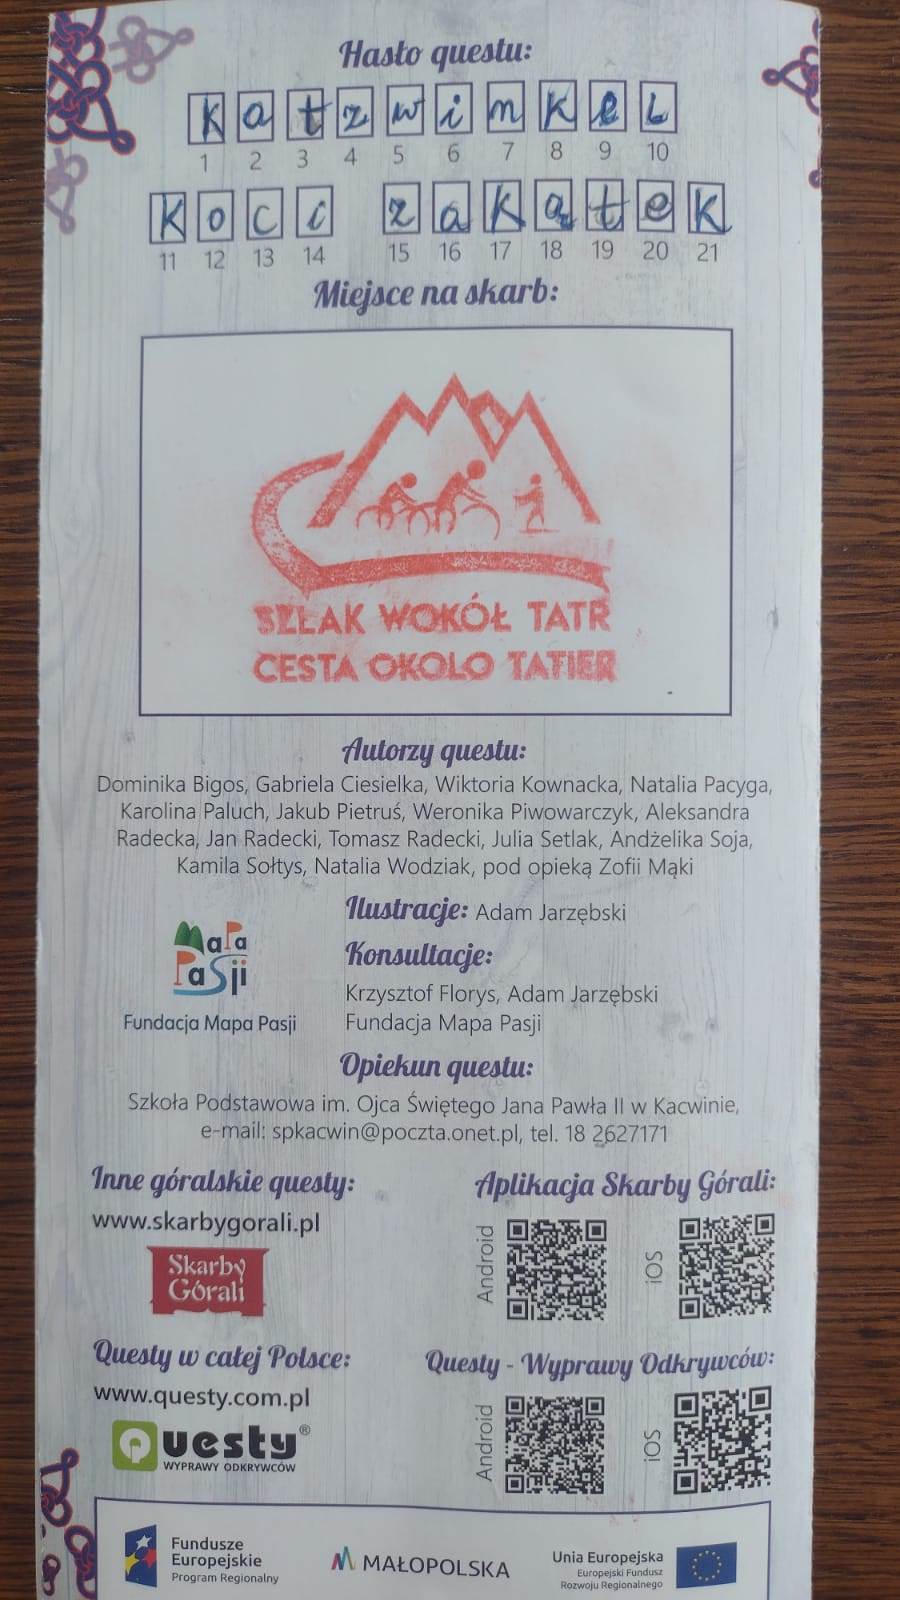 Hasło questu:
K a t z w i n k e L
1 2 3 4 5 6 7 8 9 10
K o c i z a k ą t e k
11 12 13 14 15 16 17 18 19 20 21
Miejsce na skarb:
SZLAK WOKÓŁ TATR
CESTA OKOLO TATIER
Autorzy questu:
Dominika Bigos, Gabriela Ciesielka, Wiktoria Kownacka, Natalia Pacyga,
Karolina Paluch, Jakub Pietruś, Weronika Piwowarczyk, Aleksandra
Radecka, Jan Radecki, Tomasz Radecki, Julia Setlak, Andżelika Soja,
Kamila Sołtys, Natalia Wodziak, pod opieką Zofii Mąki
Ilustracje: Adam Jarzębski
Konsultacje:
Krzysztof Florys, Adam Jarzębski
Fundacja Mapa Pasji
MaPa
PaSji
Fundacja Mapa Pasji
Opiekun questu:
Szkoła Podstawowa im. Ojca Świętego Jana Pawła II w Kacwinie,
e-mail: spkacwin@poczta.onet.pl, tel. 18 2627171
Inne góralskie questy:
www.skarbygorali.pl
Skarby
Górali
Aplikacja Skarby Górali:
Android
iOS
Questy w całej Polsce:
www.questy.com.pl
Questy®
WYPRAWY ODKRYWCÓW
Questy - Wyprawy Odkrywców:
Android
iOS
Fundusze
Europejskie
Program Regionalny
MAŁOPOLSKA
Unia Europejska
Europejski Fundusz
Rozwoju Regionalnego